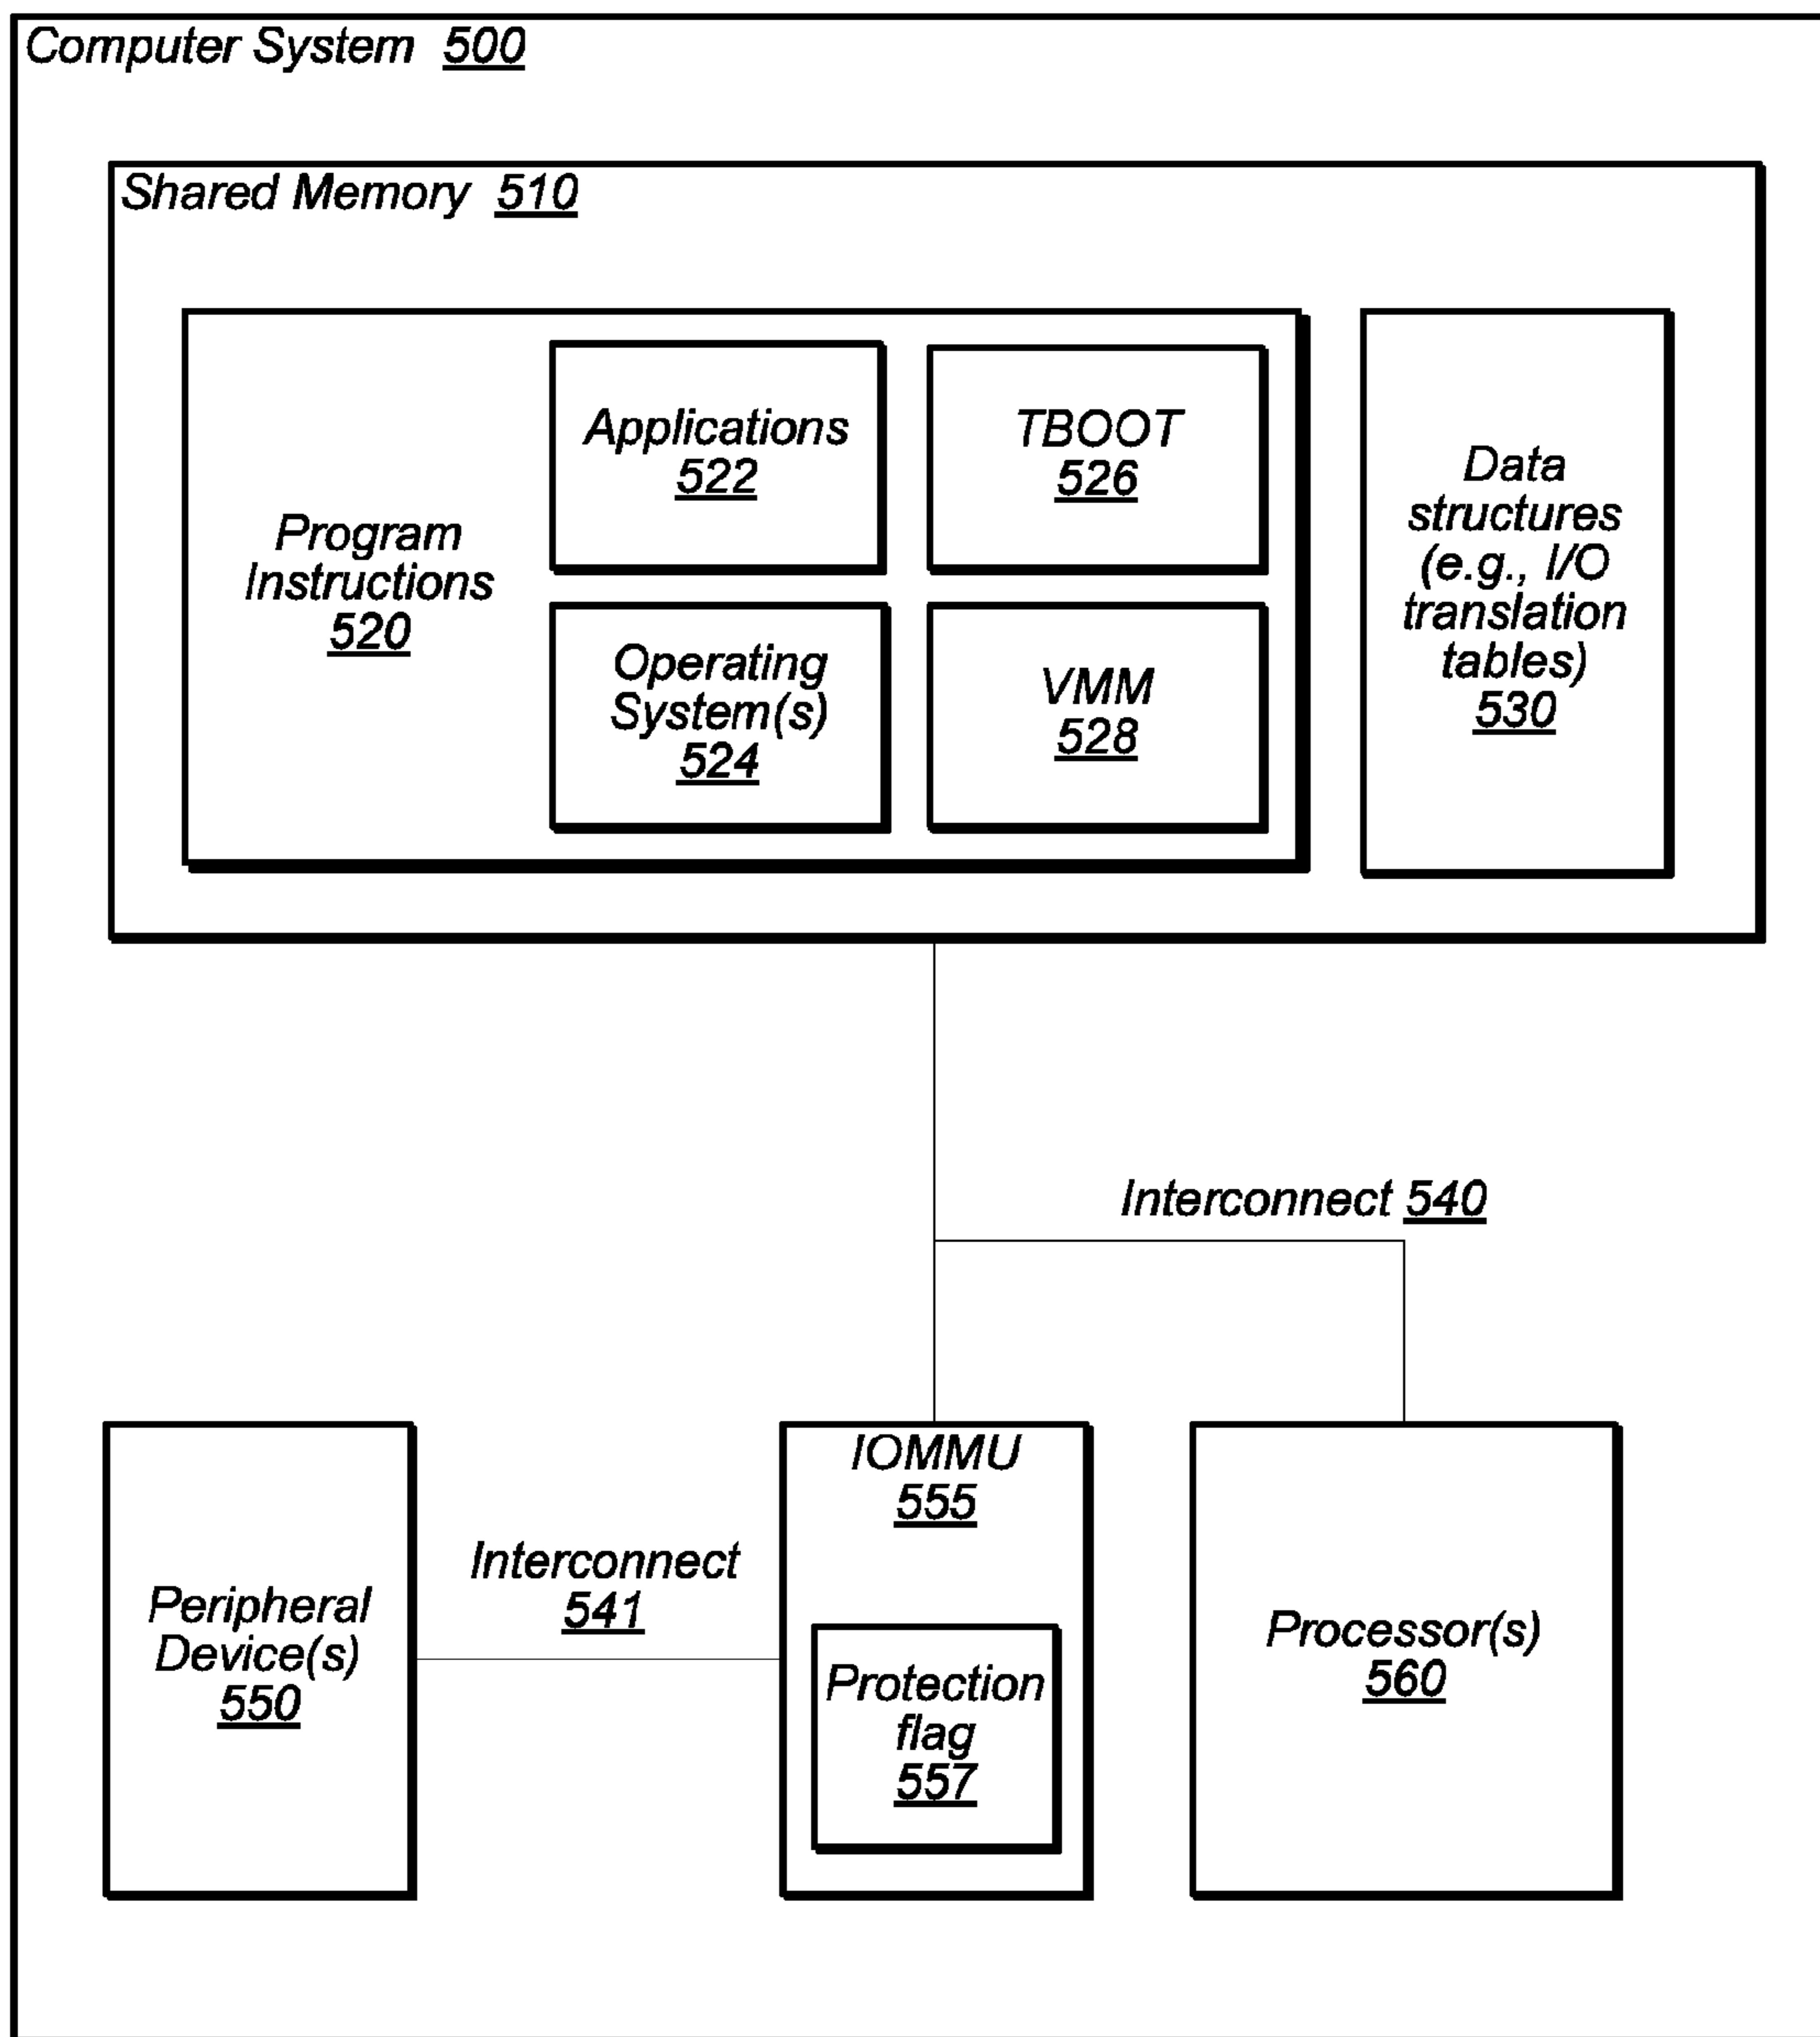 Computer System 500
Shared Memory 510
Program
Instructions
520
Applications
522
TBOOT
526
Operating
System(s)
524
VMM
528
Data
structures
(e.g., I/O
translation
tables)
530
Interconnect 540
Peripheral
Device(s)
550
Interconnect
541
IOMMU
555
Protection
flag
557
Processor(s)
560